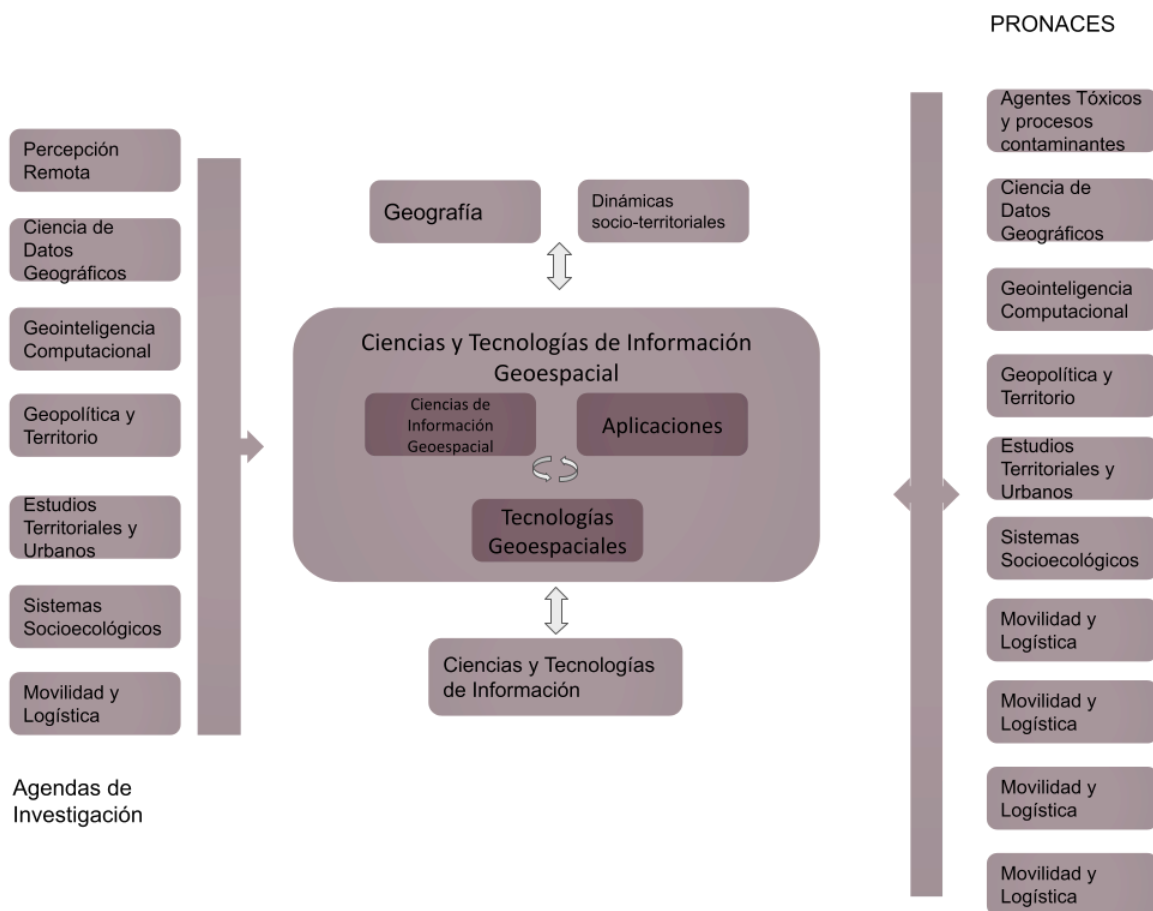 PRONACES
Percepción
Remota
Ciencia de
Datos
Geográficos
Geointeligencia
Computacional
Geopolítica y
Territorio
Estudios
Territoriales y
Urbanos
Sistemas
Socioecológicos
Movilidad y
Logística
Agendas de
Investigación
Geografía
Dinámicas
socio-territoriales
Ciencias y Tecnologías de Información
Geoespacial
Ciencias de
Información
Geoespacial
Aplicaciones
Tecnologías
Geoespaciales
Ciencias y Tecnologías
de Información
Agentes Tóxicos
y procesos
contaminantes
Ciencia de
Datos
Geográficos
Geointeligencia
Computacional
Geopolítica y
Territorio
Estudios
Territoriales y
Urbanos
Sistemas
Socioecológicos
Movilidad y
Logística
Movilidad y
Logística
Movilidad y
Logística
Movilidad y
Logística